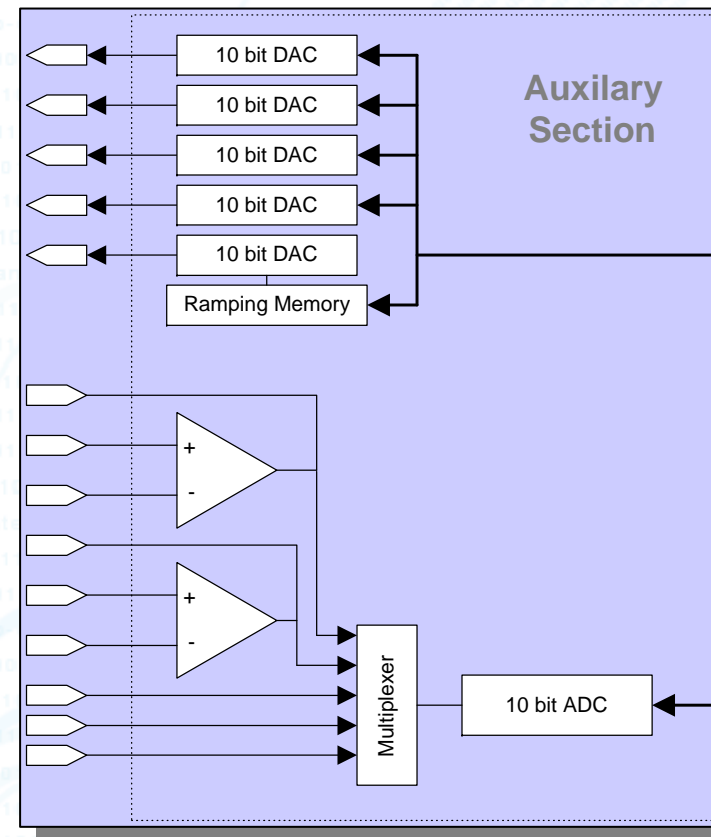 10 bit DAC
Auxilary
Section
10 bit DAC
10 bit DAC
10 bit DAC
10 bit DAC
Ramping Memory
+
-
+
-
Multiplexer
10 bit ADC